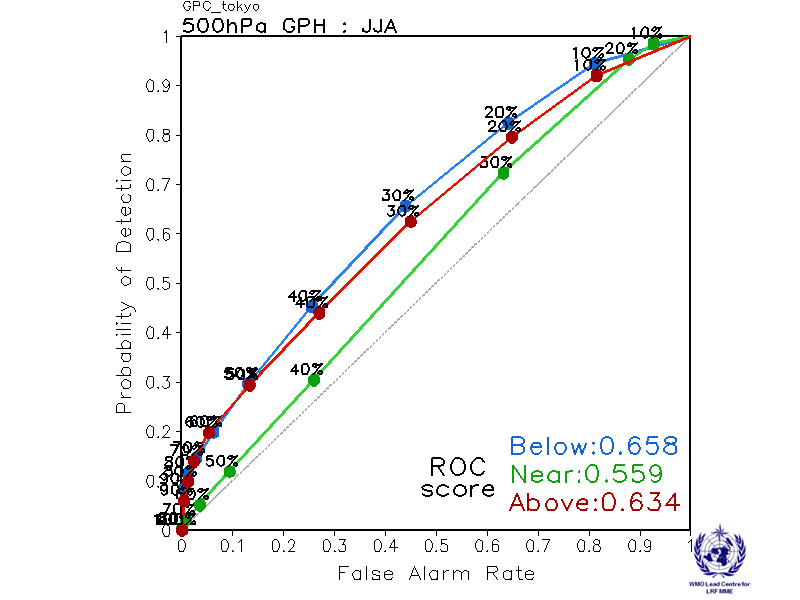 GPC_tokyo
500hPa GPH : JJA
1
0.9
0.8
0.7
0.6
0.5
0.4
0.3
0.2
0.1
0
Probability of Detection
10%
20%
10%
10%
20%
20%
30%
30%
30%
40%
40%
40%
50%
50%
50%
60%
60%
70%
Below:0.658
ROC
score
Near:0.559
Above:0.634
0 0.1 0.2 0.3 0.4 0.5 0.6 0.7 0.8 0.9 1
False Alarm Rate
WMO Lead Centre for
LRF MME